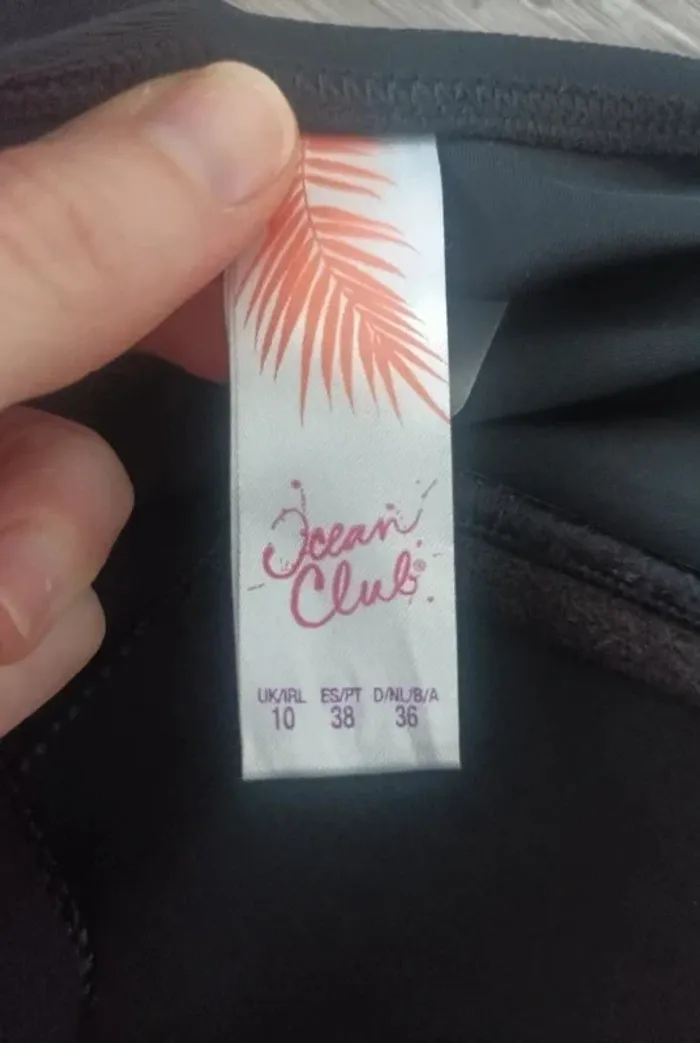 Ocean
Club®
UK/IRL ES/PT D/NL/B/A
10 38 36